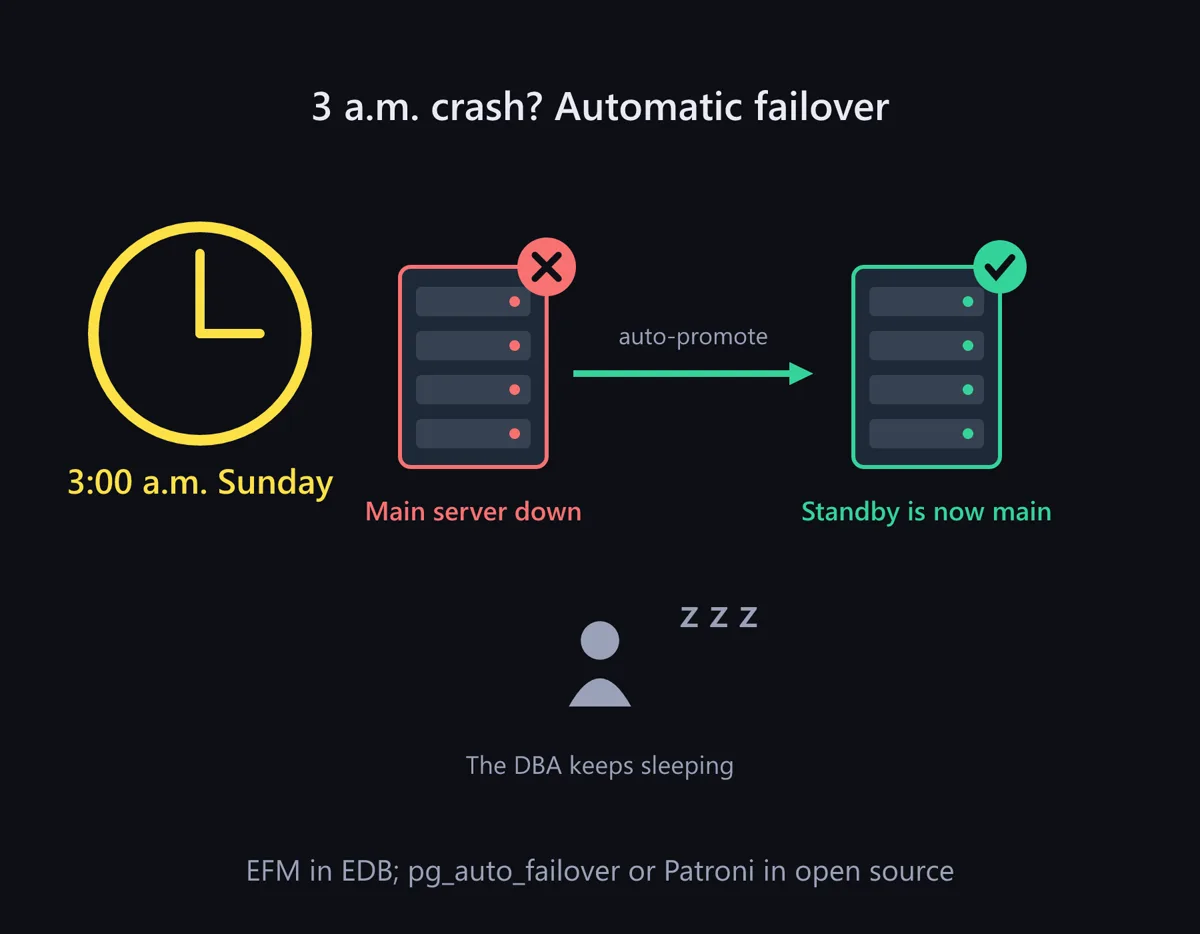 3 a.m. crash? Automatic failover
auto-promote
3:00 a.m. Sunday
Main server down
Standby is now main
z z z
The DBA keeps sleeping
EFM in EDB; pg_auto_failover or Patroni in open source